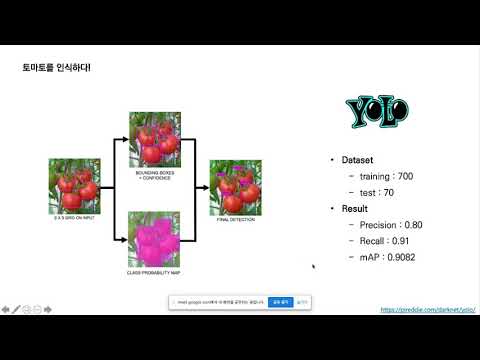 토마토를 인식하다!
YOLO
BOUNDING BOXES
+ CONFIDENCE
S X S GRID ON INPUT
FINAL DETECTION
CLASS PROBABILITY MAP
• Dataset
– training : 700
– test : 70
• Result
– Precision : 0.80
– Recall : 0.91
– mAP : 0.9082
meet.google.com에서 내 화면을 공유하는 중입니다.
공유 중지
숨기기
https://pjreddie.com/darknet/yolo/